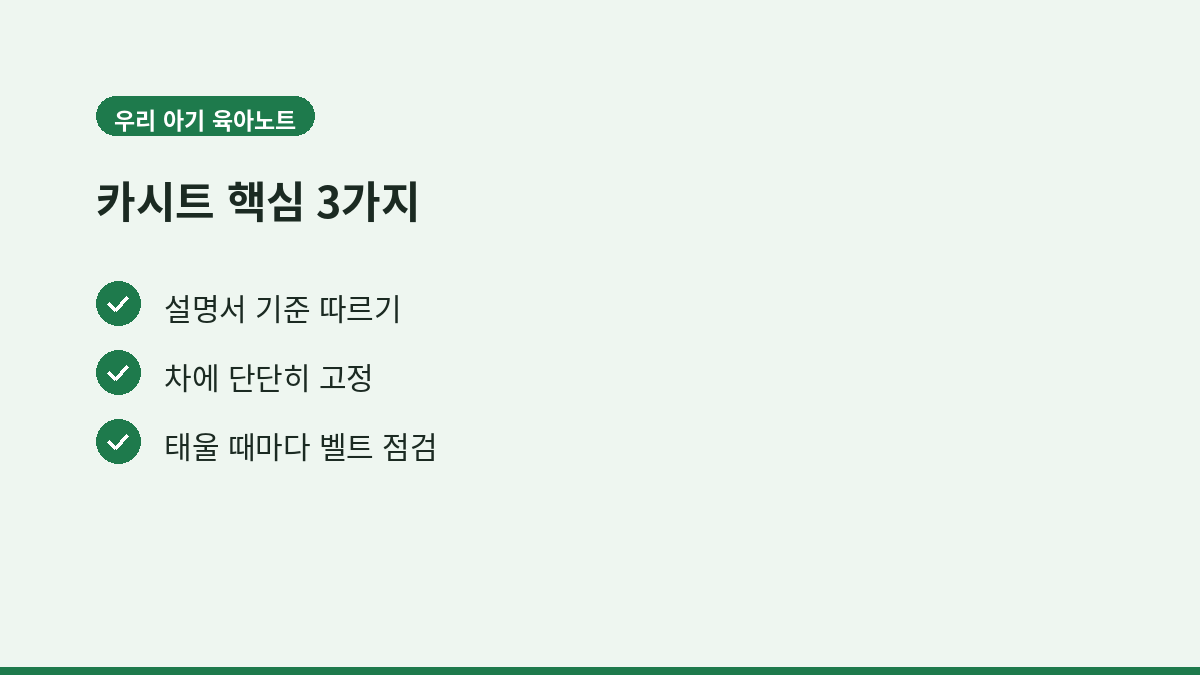 우리 아기 육아노트
카시트 핵심 3가지
설명서 기준 따르기
차에 단단히 고정
태울 때마다 벨트 점검